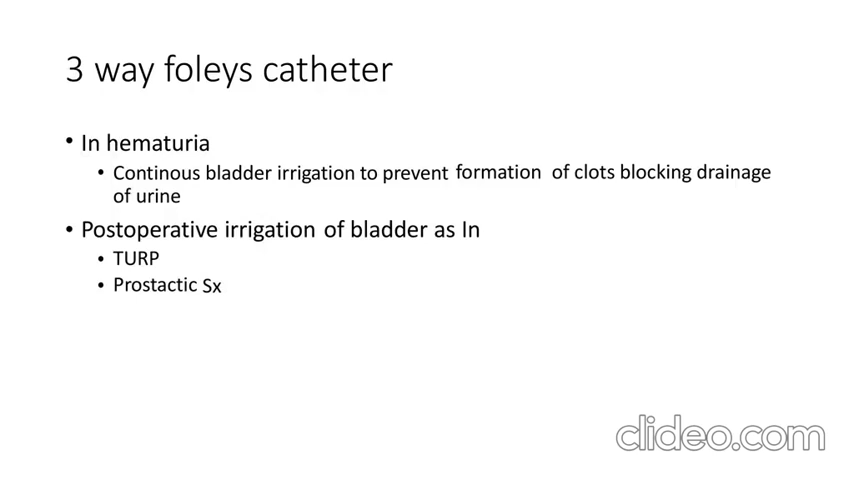 3 way foleys catheter
• In hematuria
• Continous bladder irrigation to prevent formation of clots blocking drainage
of urine
• Postoperative irrigation of bladder as In
• TURP
• Prostactic Sx
clideo.com